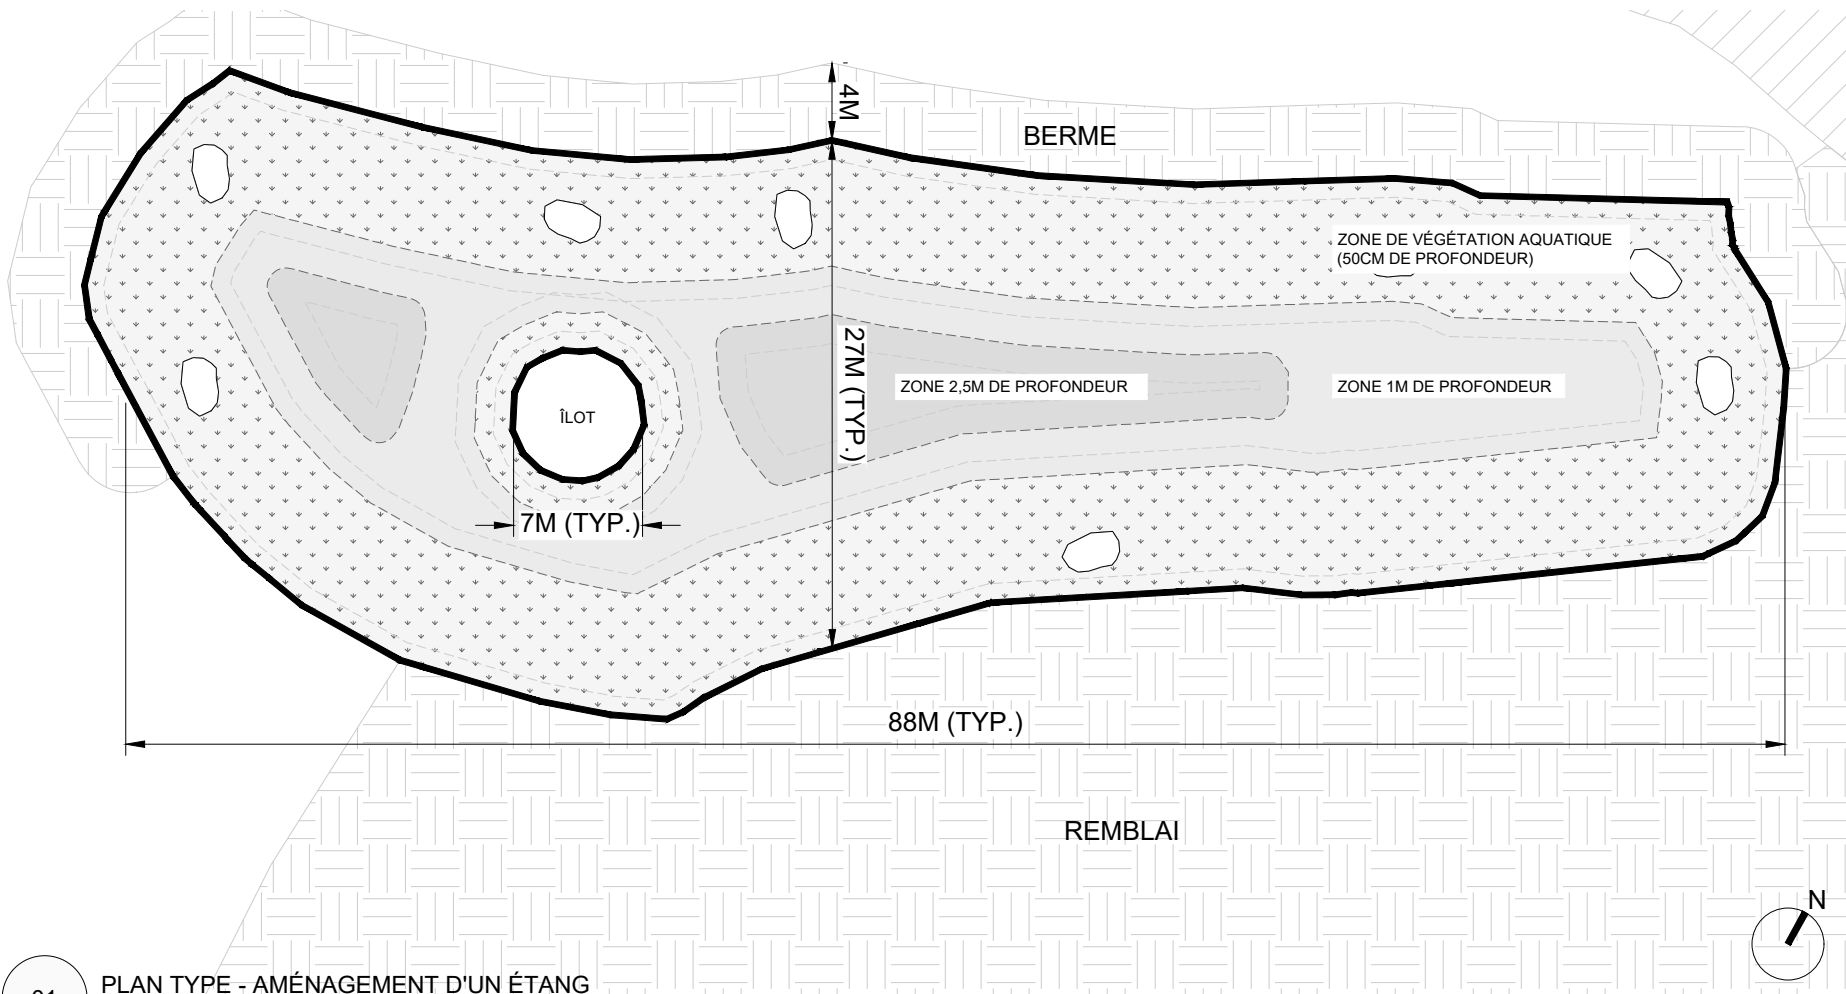 4M
BERME
ZONE DE VÉGÉTATION AQUATIQUE
(50CM DE PROFONDEUR)
27M (TYP.)
ZONE 2,5M DE PROFONDEUR
ZONE 1M DE PROFONDEUR
ÎLOT
7M (TYP.)
88M (TYP.)
REMBLAI
N
PLAN TYPE - AMÉNAGEMENT D'UN ÉTANG